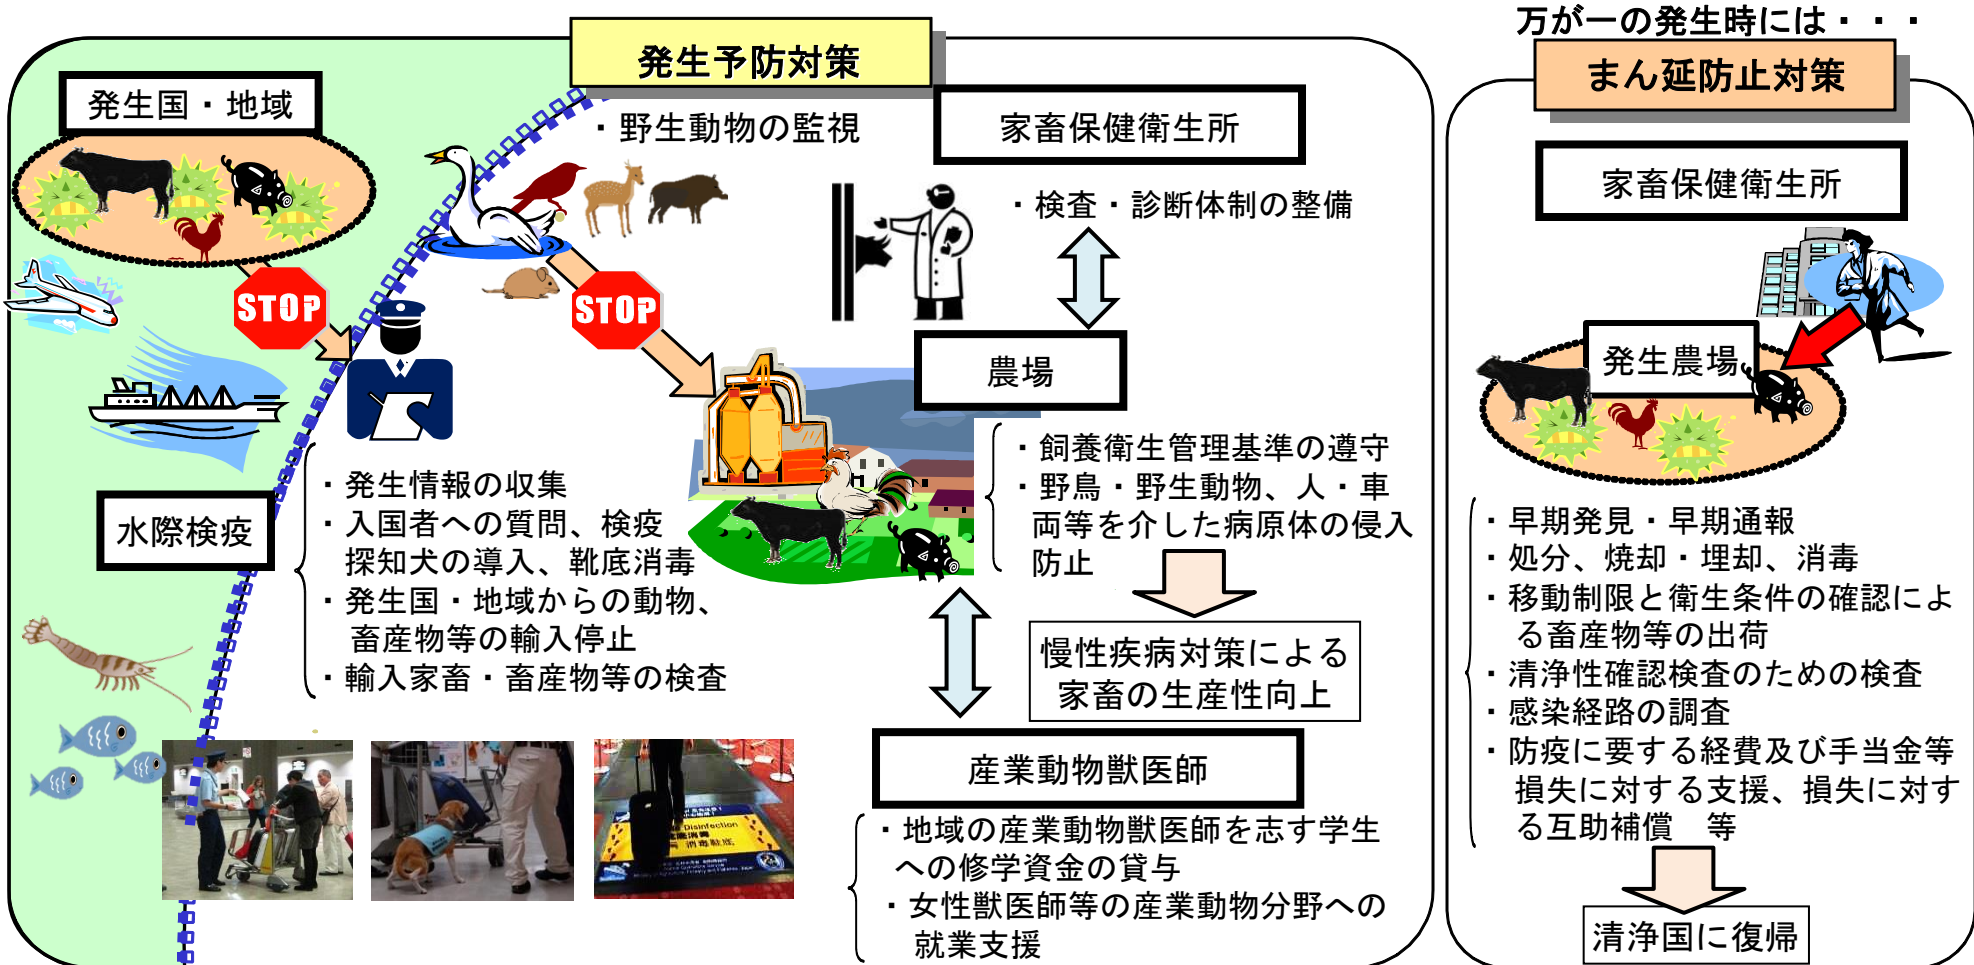 発生予防対策
発生国・地域
・野生動物の監視
家畜保健衛生所
・検査・診断体制の整備
STOP
STOP
農場
・飼養衛生管理基準の遵守
・野鳥・野生動物、人・車
両等を介した病原体の侵入
防止
水際検疫
・発生情報の収集
・入国者への質問、検疫
探知犬の導入、靴底消毒
・発生国・地域からの動物、
畜産物等の輸入停止
・輸入家畜・畜産物等の検査
慢性疾病対策による
家畜の生産性向上
産業動物獣医師
・地域の産業動物獣医師を志す学生
への修学資金の貸与
・女性獣医師等の産業動物分野への
就業支援
Disinfection
消毒
万が一の発生時には・・・
まん延防止対策
家畜保健衛生所
発生農場
・早期発見・早期通報
・処分、焼却・埋却、消毒
・移動制限と衛生条件の確認によ
る畜産物等の出荷
・清浄性確認検査のための検査
・感染経路の調査
・防疫に要する経費及び手当金等
損失に対する支援、損失に対す
る互助補償　等
清浄国に復帰